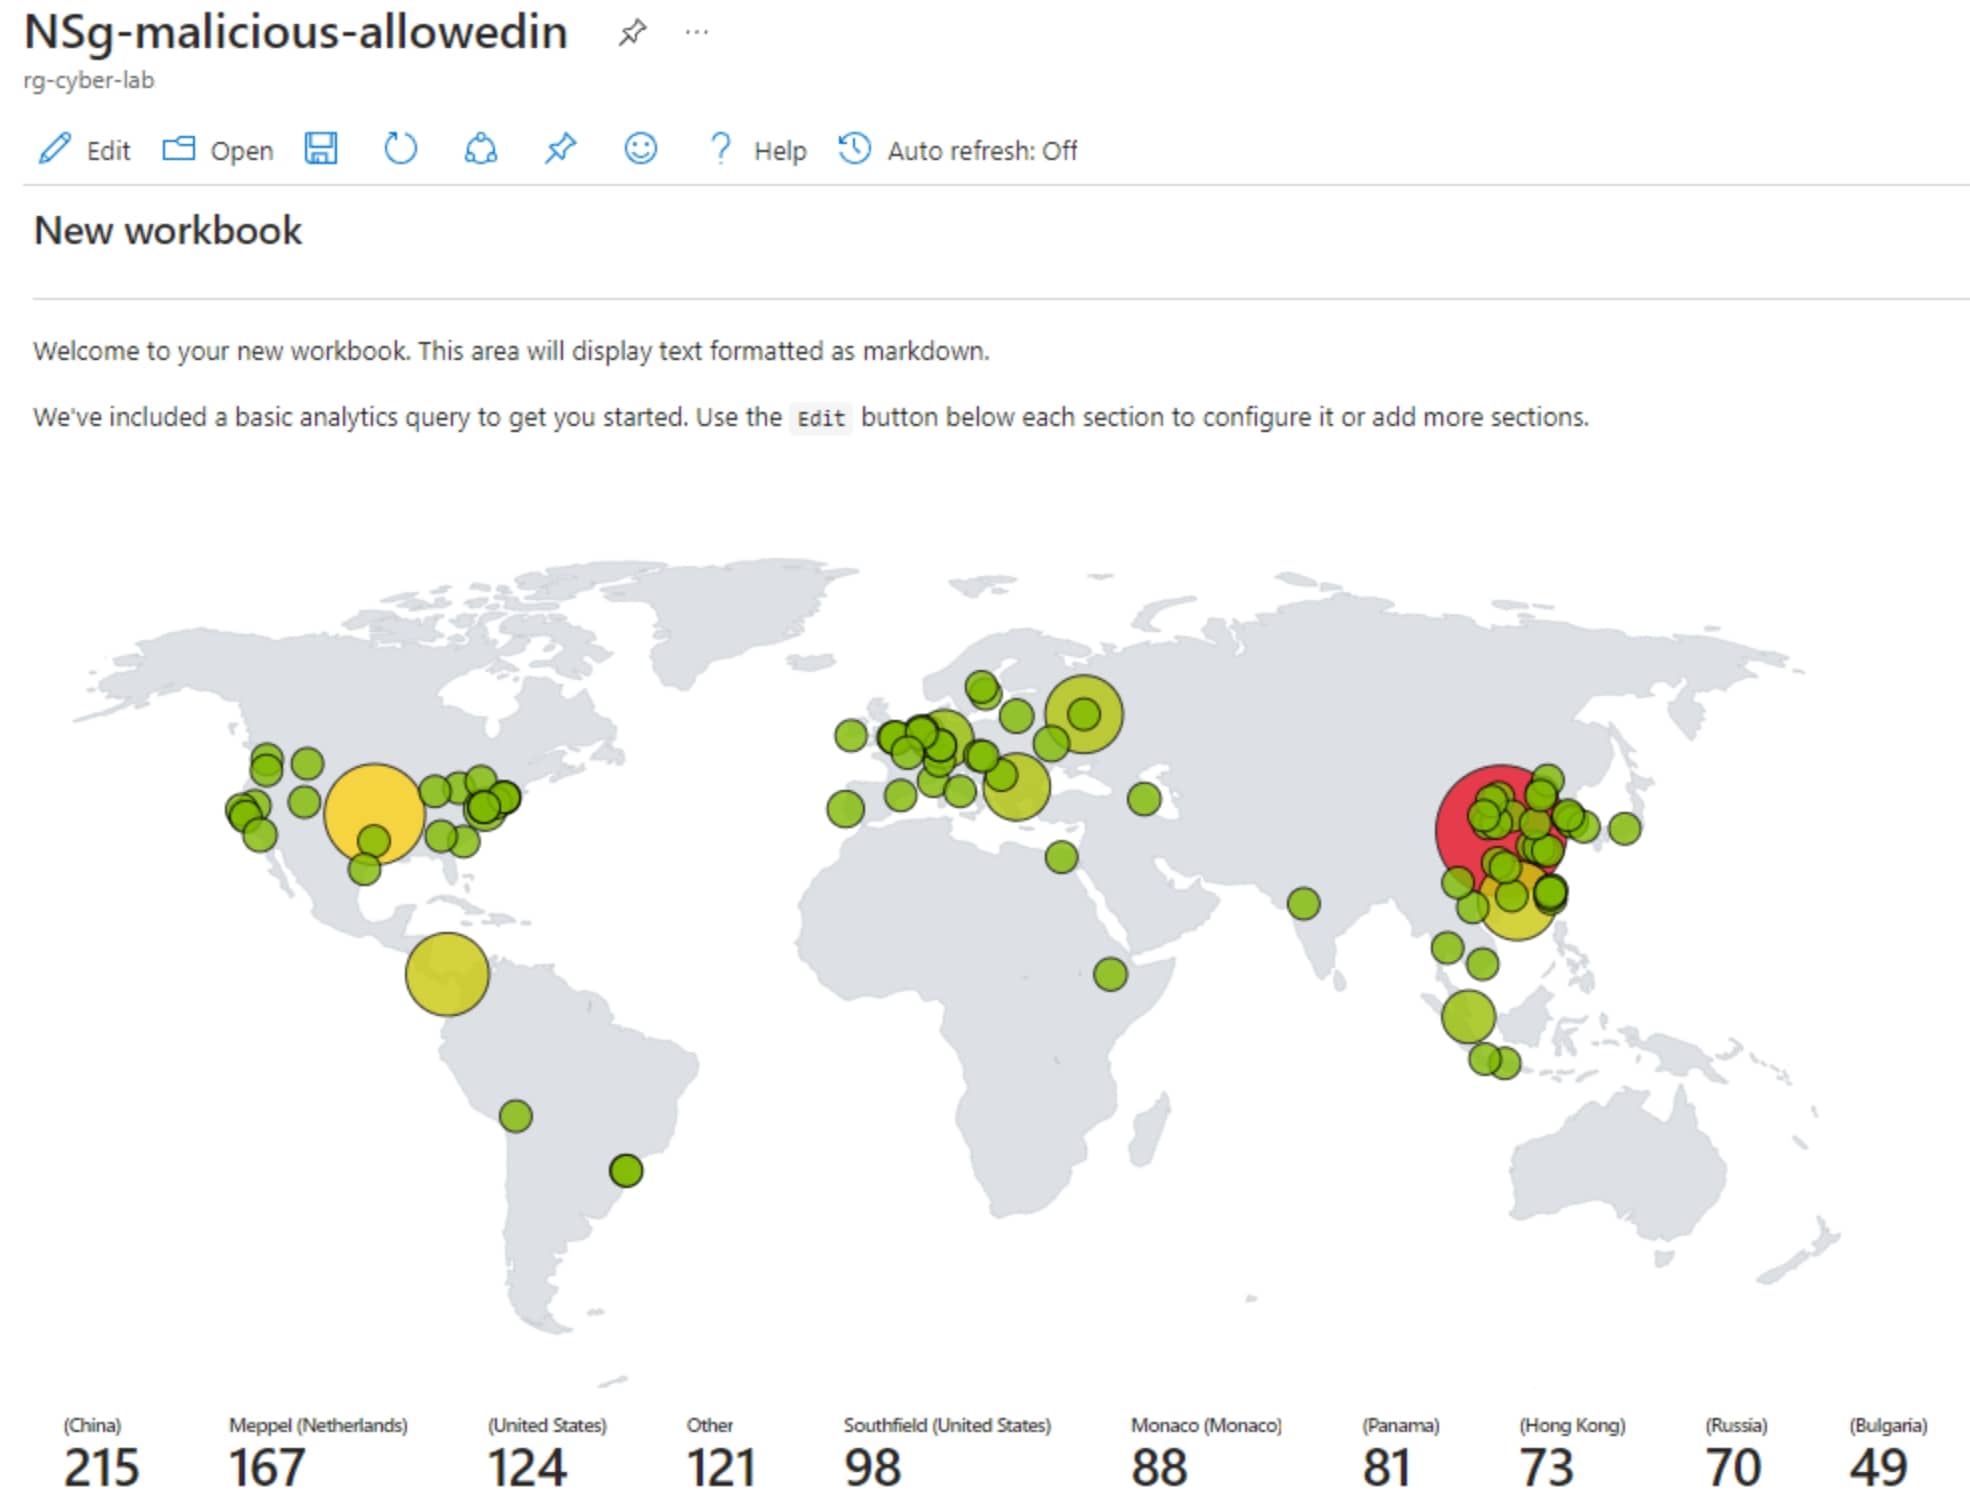 NSg-malicious-allowedin
rg-cyber-lab
Edit Open Help Auto refresh: Off
New workbook
Welcome to your new workbook. This area will display text formatted as markdown.
We've included a basic analytics query to get you started. Use the Edit button below each section to configure it or add more sections.
(China) Meppel (Netherlands) (United States) Other Southfield (United States) Monaco (Monaco) (Panama) (Hong Kong) (Russia) (Bulgaria)
215 167 124 121 98 88 81 73 70 49